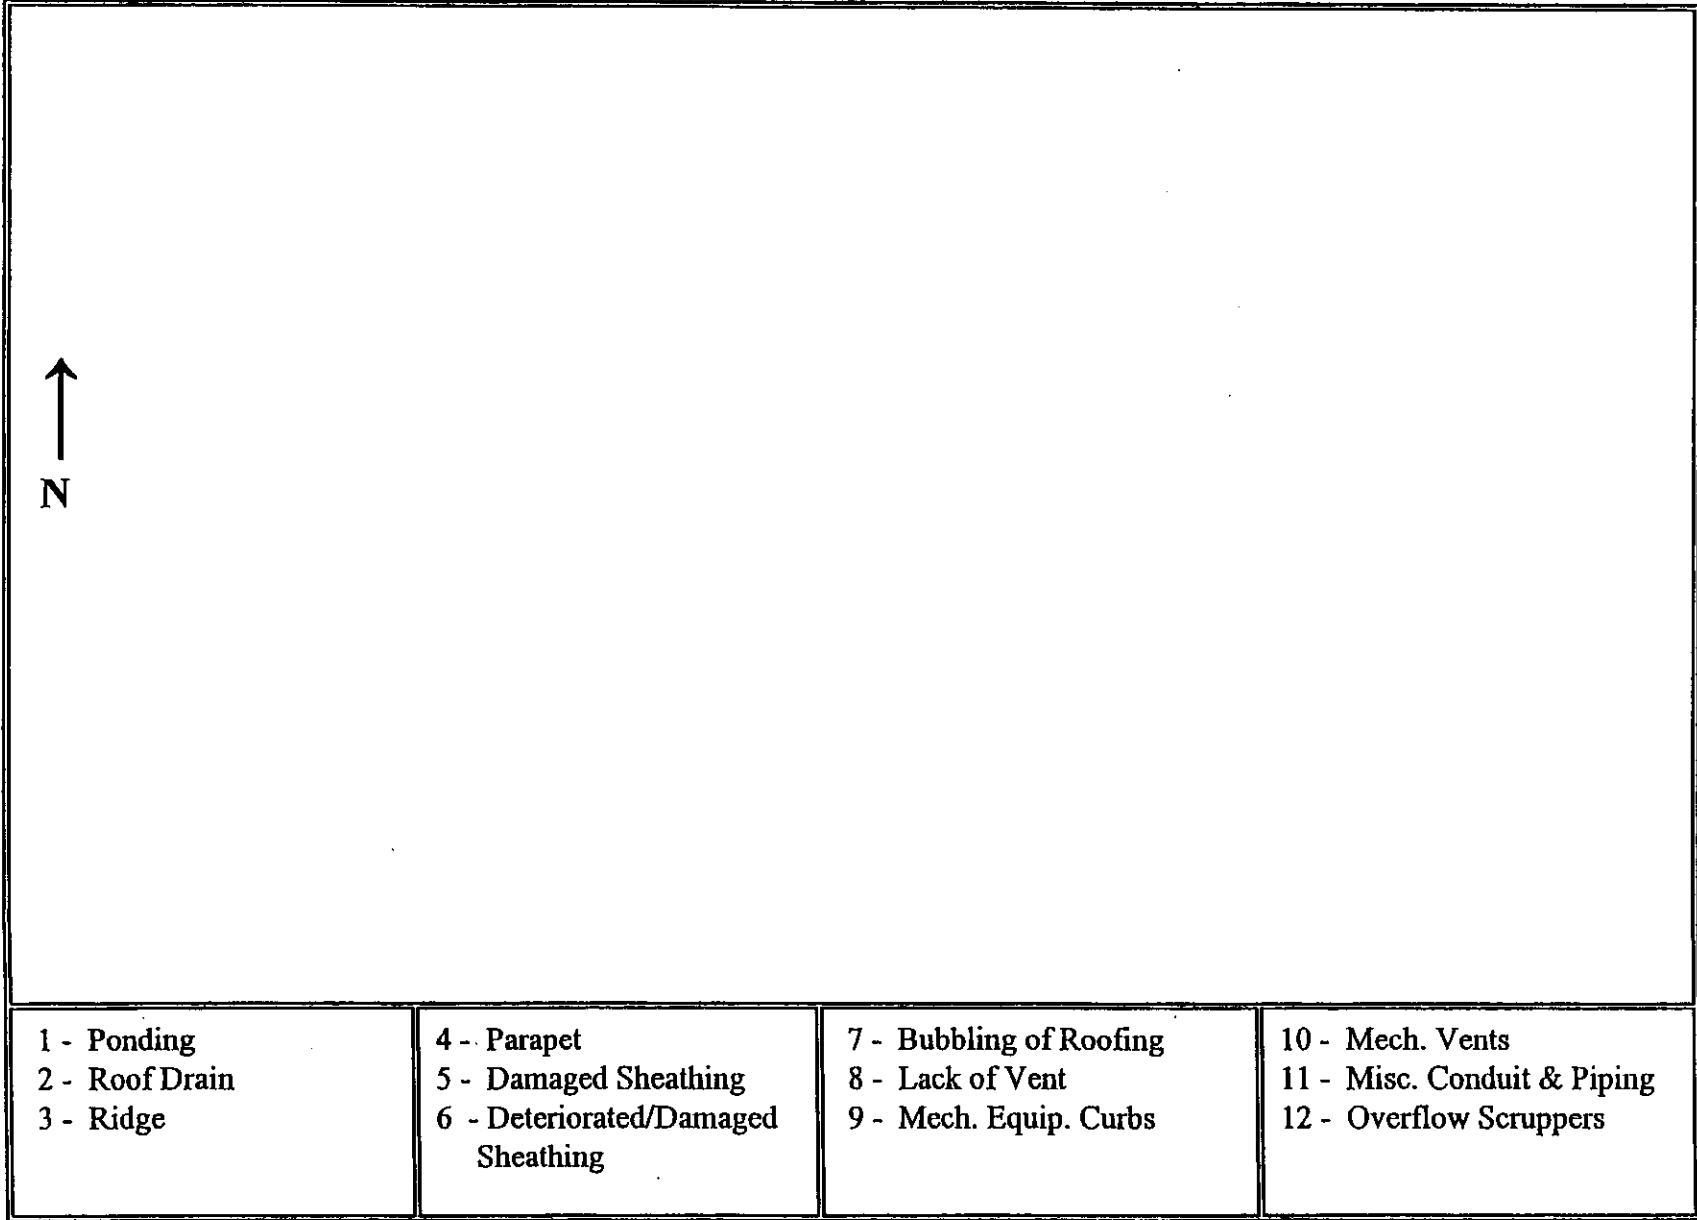 N
1 - Ponding
2 - Roof Drain
3 - Ridge
4 - Parapet
5 - Damaged Sheathing
6 - Deteriorated/Damaged
Sheathing
7 - Bubbling of Roofing
8 - Lack of Vent
9 - Mech. Equip. Curbs
10 - Mech. Vents
11 - Misc. Conduit & Piping
12 - Overflow Scruppers